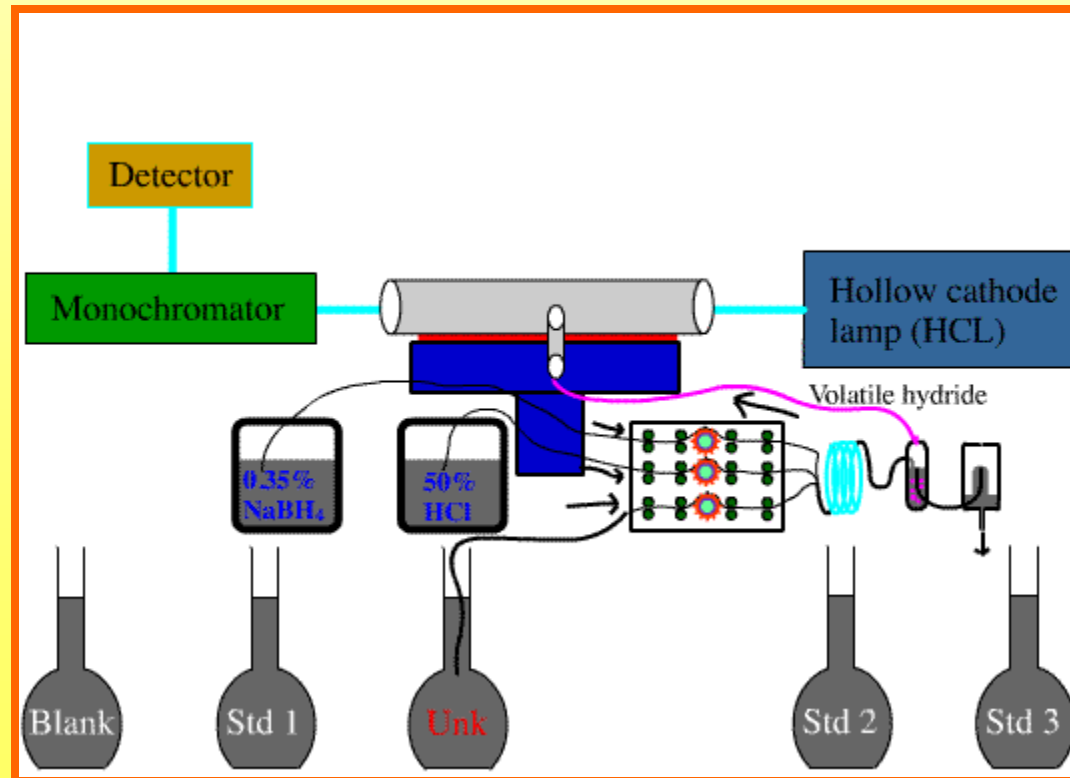 Detector
Monochromator
Hollow cathode
lamp (HCL)
Volatile hydride
0.35%
NaBH₄
50%
HCl
Blank
Std 1
Unk
Std 2
Std 3